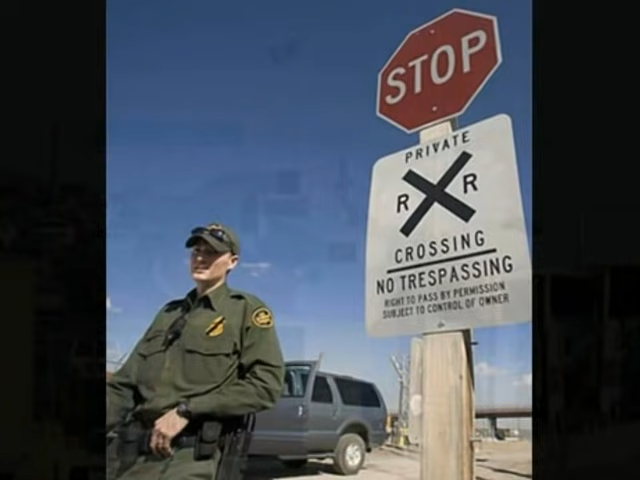 STOP
PRIVATE
R R
CROSSING
NO TRESPASSING
RIGHT TO PASS BY PERMISSION
SUBJECT TO CONTROL OF OWNER